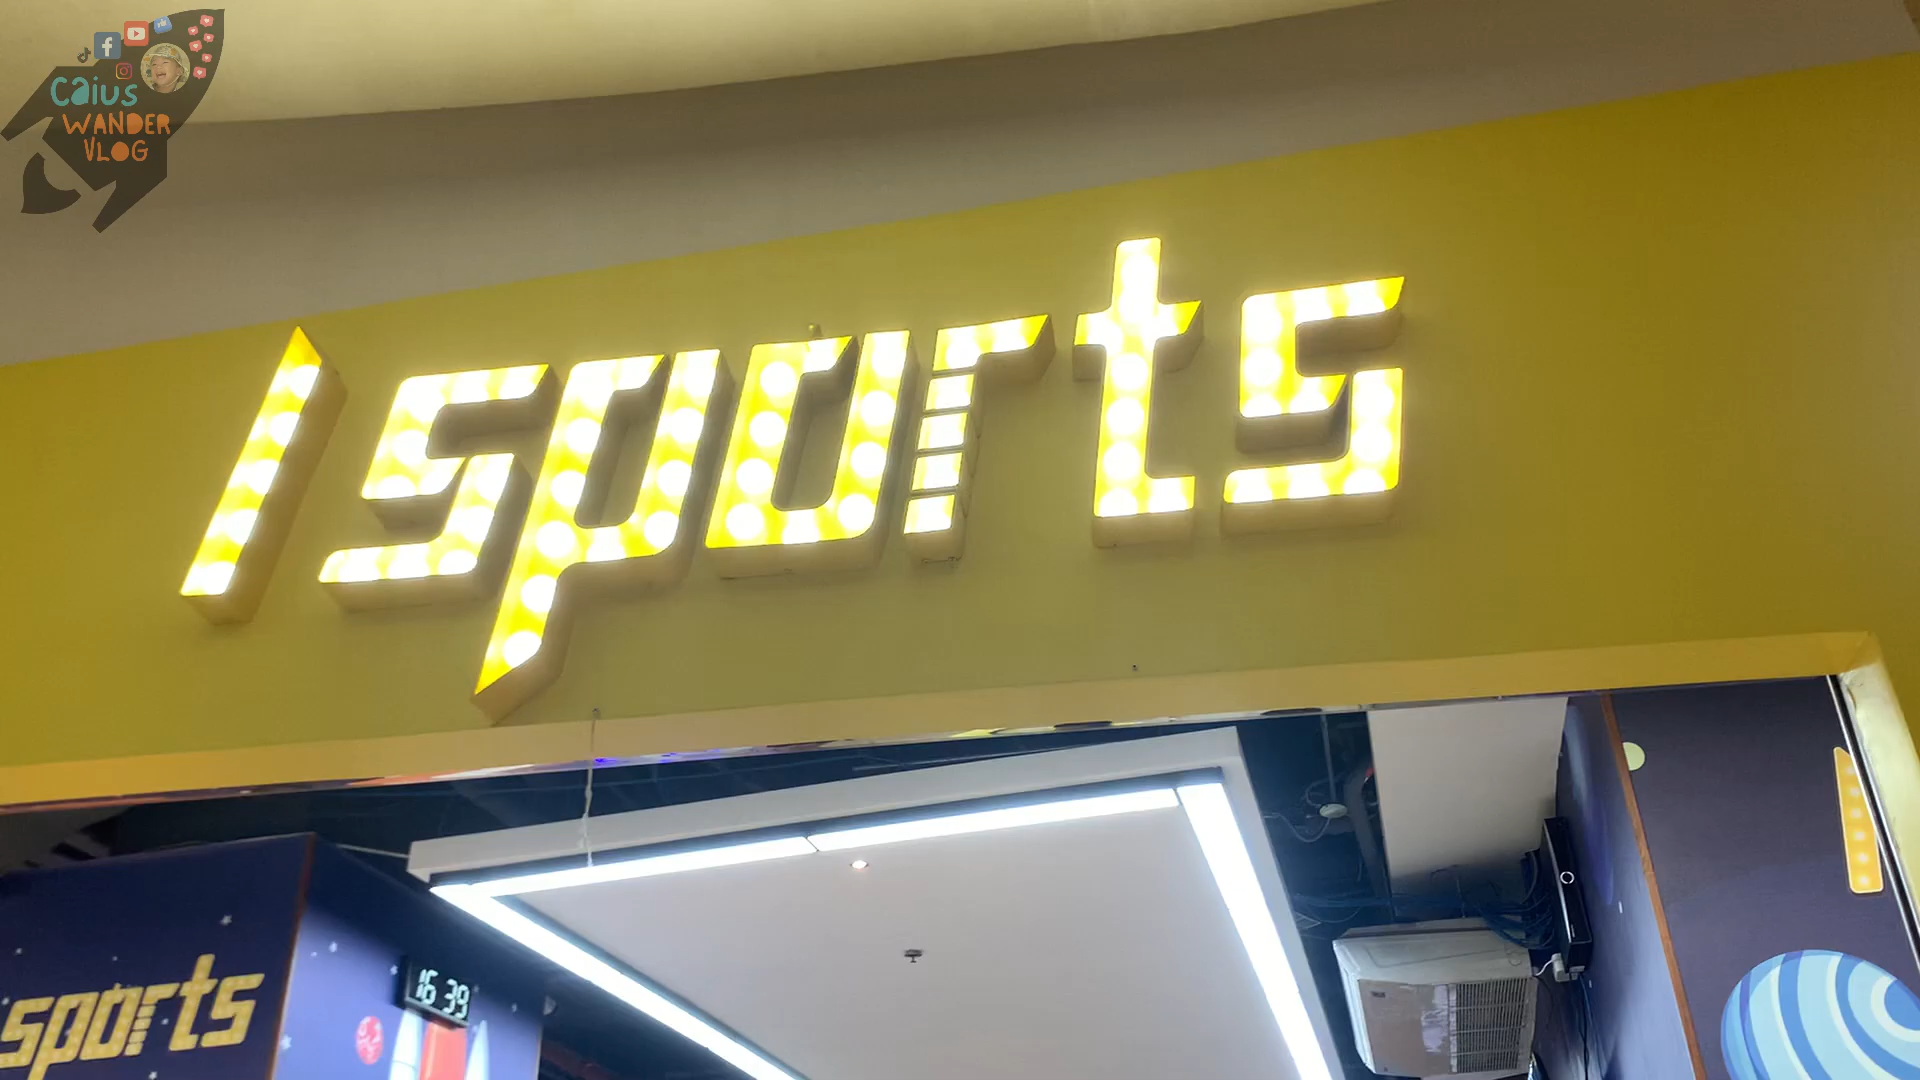 caius
WANDER
VLOG
I sports
sports
16 39